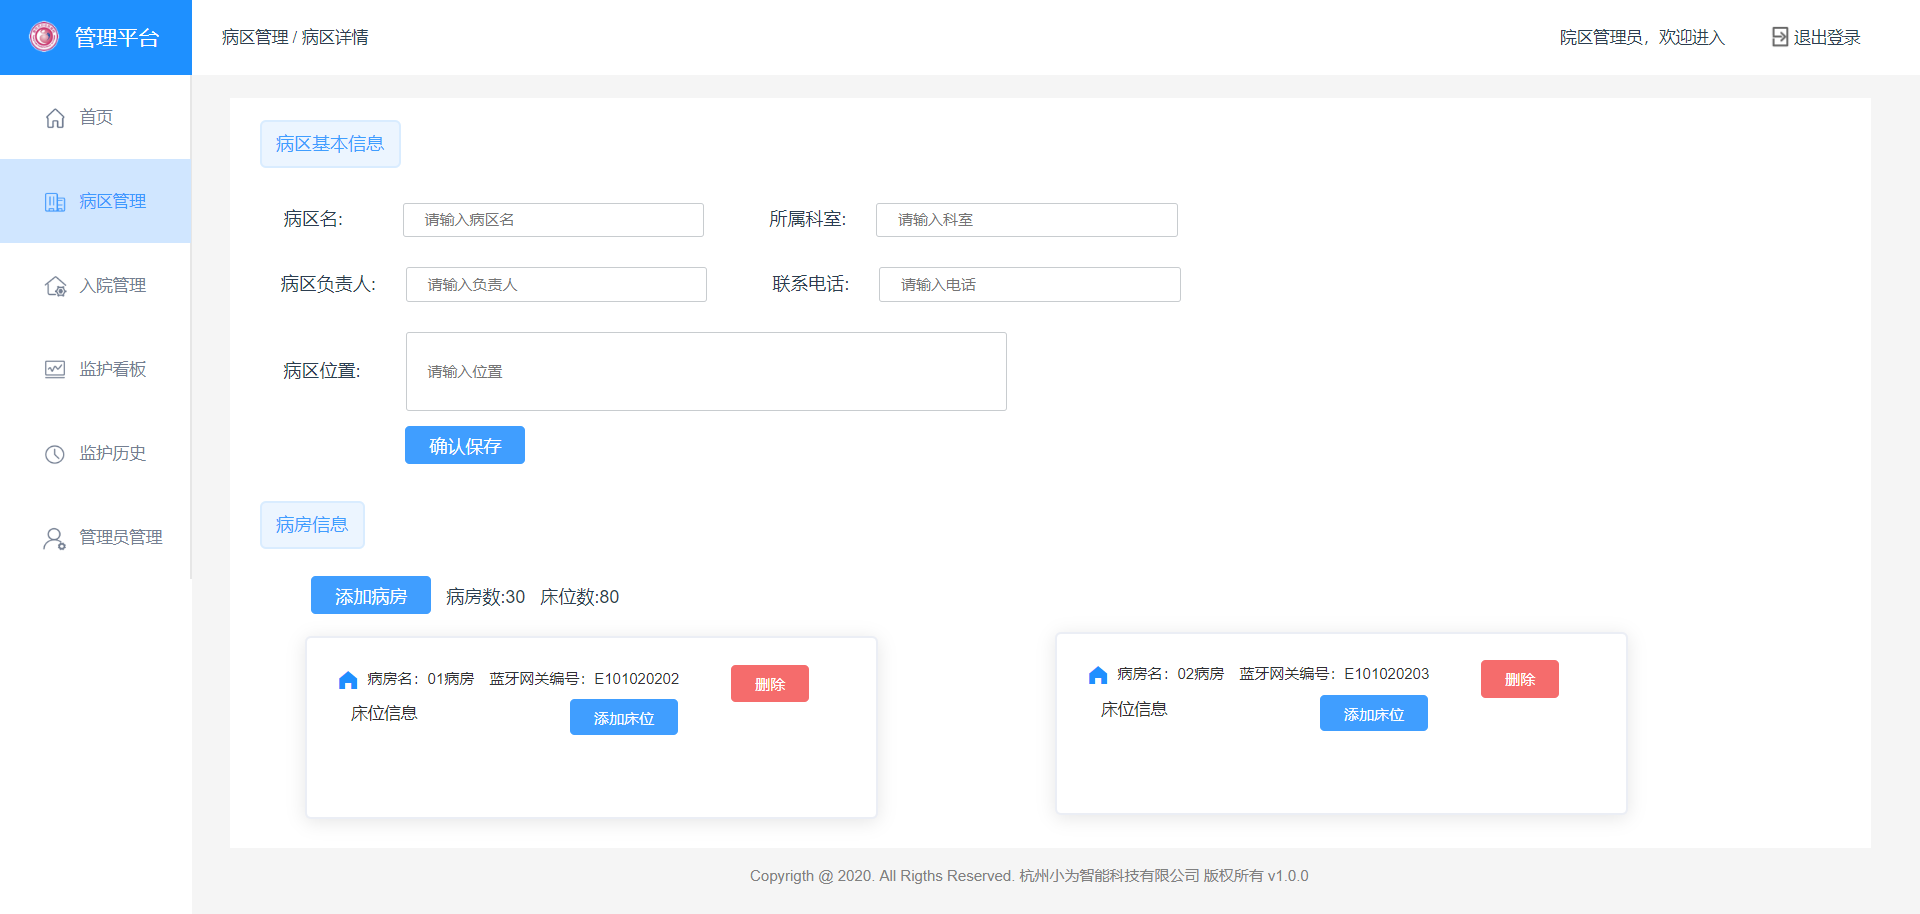 管理平台
病区管理 / 病区详情
院区管理员，欢迎进入
退出登录
首页
病区管理
入院管理
监护看板
监护历史
管理员管理
病区基本信息
病区名: 请输入病区名 所属科室: 请输入科室
病区负责人: 请输入负责人 联系电话: 请输入电话
病区位置: 请输入位置
确认保存
病房信息
添加病房 病房数:30 床位数:80
病房名：01病房 蓝牙网关编号：E101020202 删除
床位信息 添加床位
病房名：02病房 蓝牙网关编号：E101020203 删除
床位信息 添加床位
Copyrigth @ 2020. All Rigths Reserved. 杭州小为智能科技有限公司 版权所有 v1.0.0